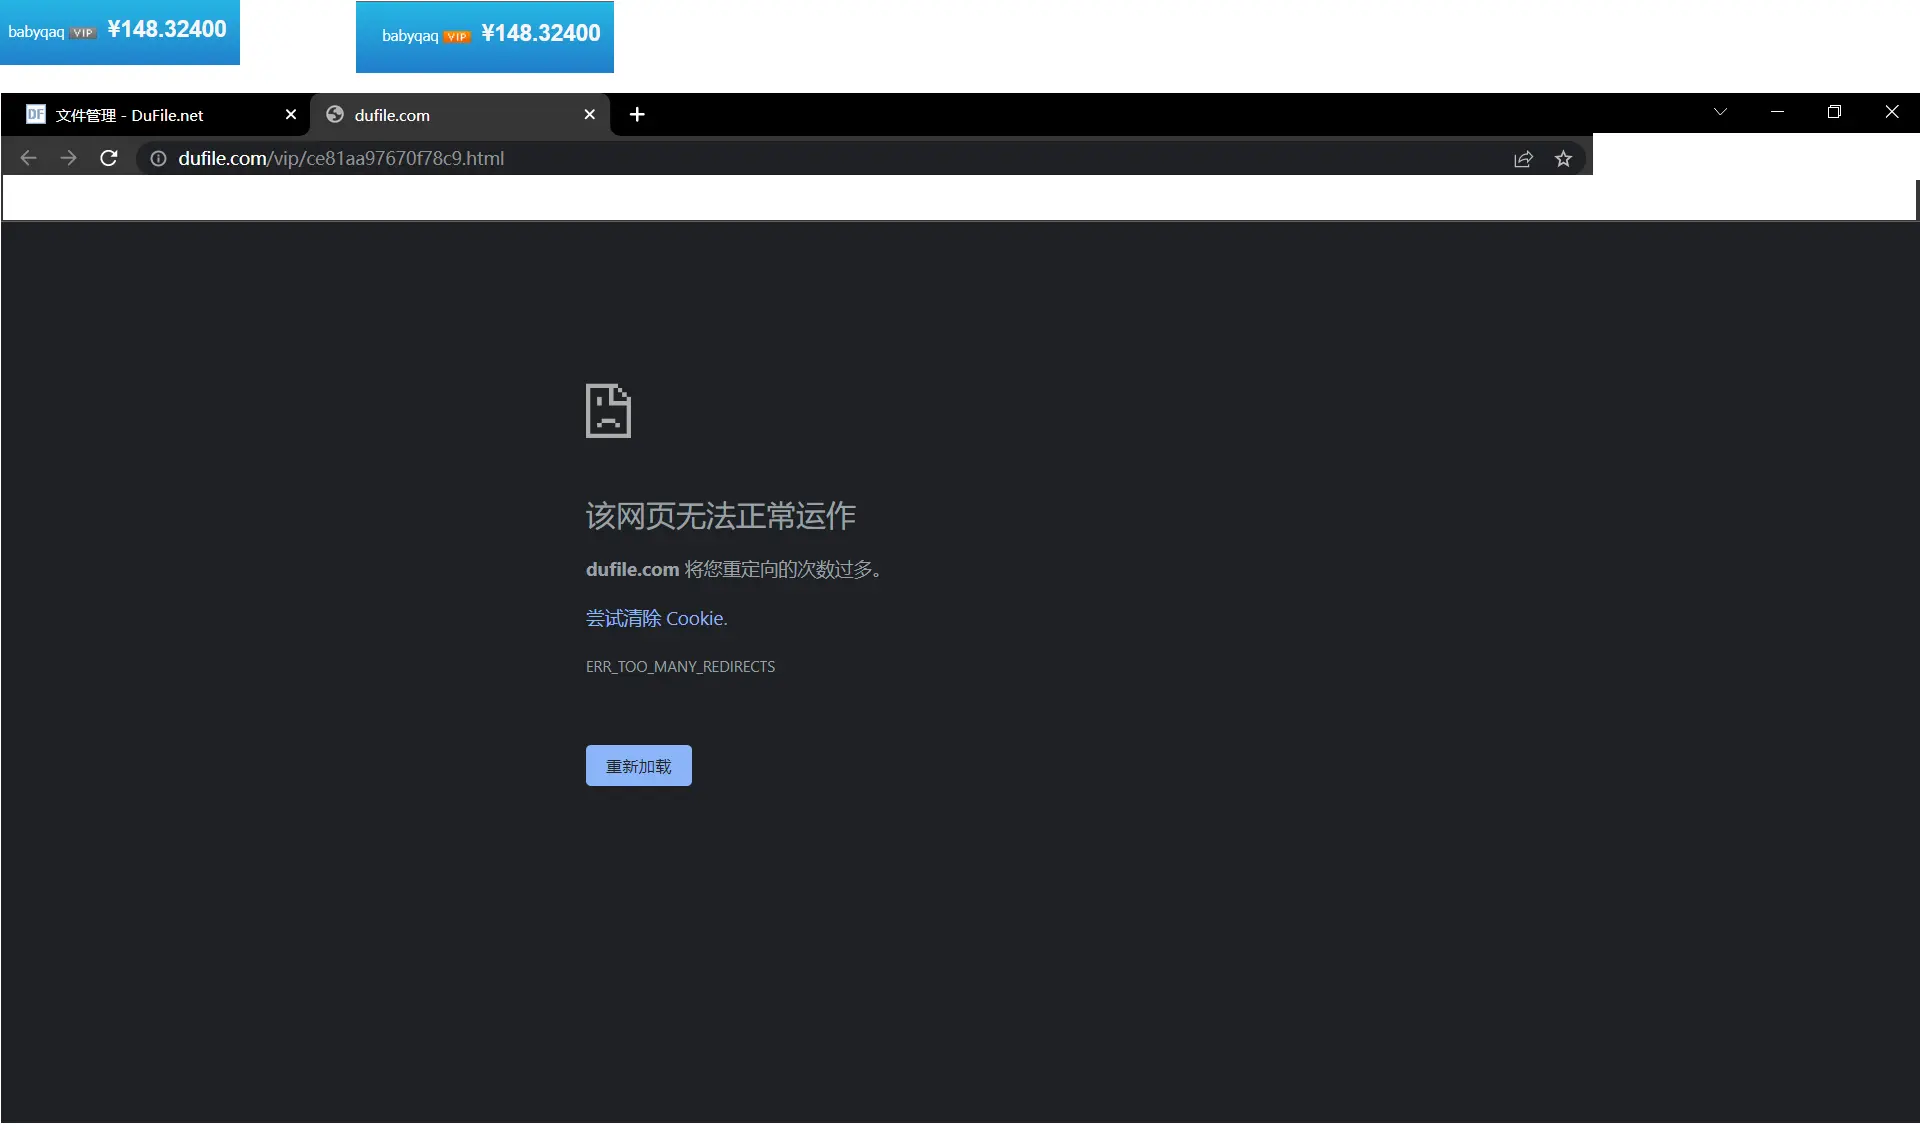 babyqaq VIP ¥148.32400
babyqaq VIP ¥148.32400
DF 文件管理 - DuFile.net
dufile.com
dufile.com/vip/ce81aa97670f78c9.html
该网页无法正常运作
dufile.com 将您重定向的次数过多。
尝试清除 Cookie.
ERR_TOO_MANY_REDIRECTS
重新加载